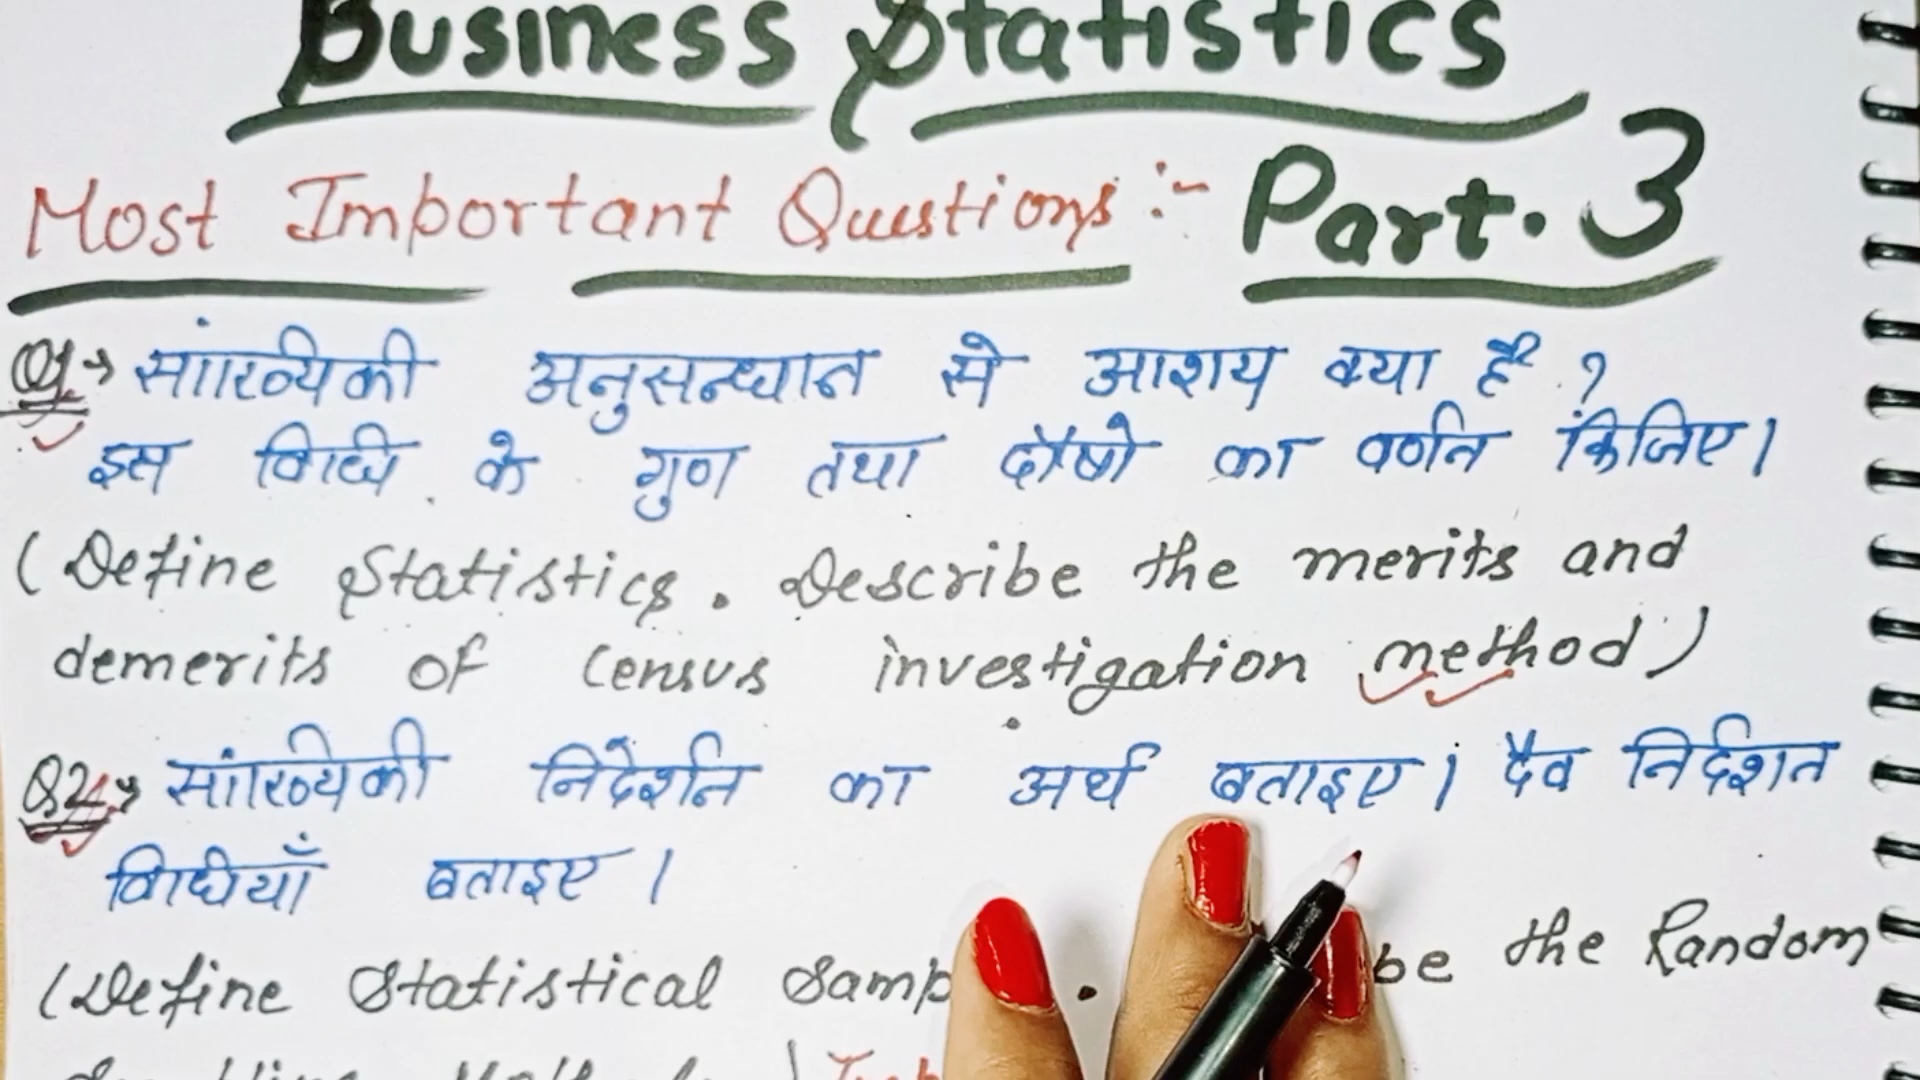 Business Statistics
Most Important Questions :- Part. 3
Q1→ सांख्यिकी अनुसन्धान से आशय क्या है ?
इस विधि के गुण तथा दोषो का वर्णन किजिए।
(Define Statistics. Describe the merits and
demerits of Census investigation method)
Q2→ सांख्यिकी निदेर्शन का अर्थ बताइए। दैव निर्दशन
विधियाँ बताइए।
(Define Statistical the Random